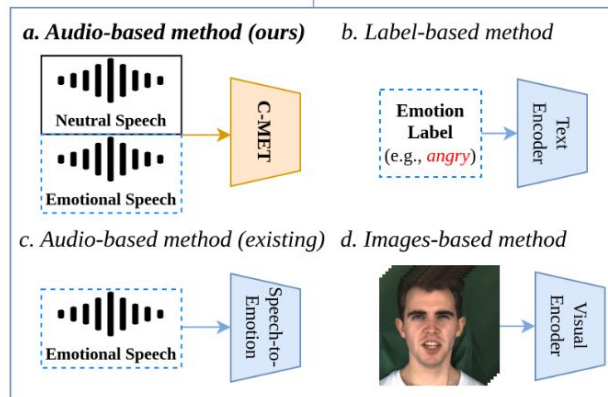 a. Audio-based method (ours)
Neutral Speech
Emotional Speech
C-MET
b. Label-based method
Emotion
Label
(e.g., angry)
Text
Encoder
c. Audio-based method (existing)
Emotional Speech
Speech-to-
Emotion
d. Images-based method
Visual
Encoder